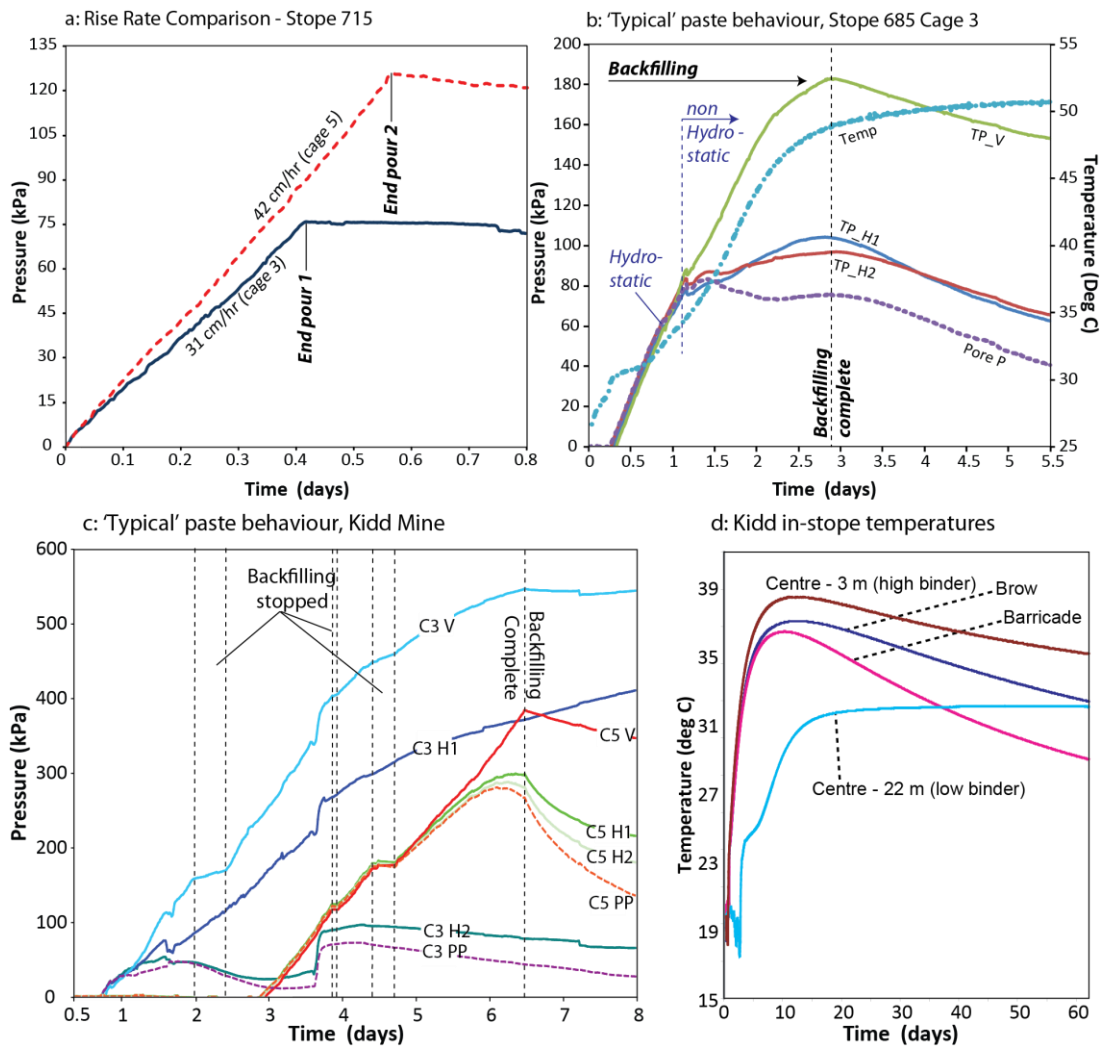 a: Rise Rate Comparison - Stope 715
135
120
105
90
75
60
45
30
15
0
Pressure (kPa)
0
0.1
0.2
0.3
0.4
0.5
0.6
0.7
0.8
Time (days)
42 cm/hr (cage 5)
31 cm/hr (cage 3)
End pour 1
End pour 2
b: 'Typical' paste behaviour, Stope 685 Cage 3
200
180
160
140
120
100
80
60
40
20
0
Pressure (kPa)
0
0.5
1
1.5
2
2.5
3
3.5
4
4.5
5
5.5
Time (days)
55
50
45
40
35
30
25
Temperature (Deg C)
Backfilling
non
Hydro-
static
Hydro-
static
Temp
TP_V
TP_H1
TP_H2
Pore P
Backfilling
complete
c: 'Typical' paste behaviour, Kidd Mine
600
500
400
300
200
100
0
Pressure (kPa)
0.5
1
2
3
4
5
6
7
8
Time (days)
Backfilling
stopped
Backfilling
Complete
C3 V
C3 H1
C5 V
C5 H1
C5 H2
C5 PP
C3 H2
C3 PP
d: Kidd in-stope temperatures
39
35
31
27
23
19
15
Temperature (deg C)
0
10
20
30
40
50
60
Time (days)
Centre - 3 m (high binder)
Brow
Barricade
Centre - 22 m (low binder)